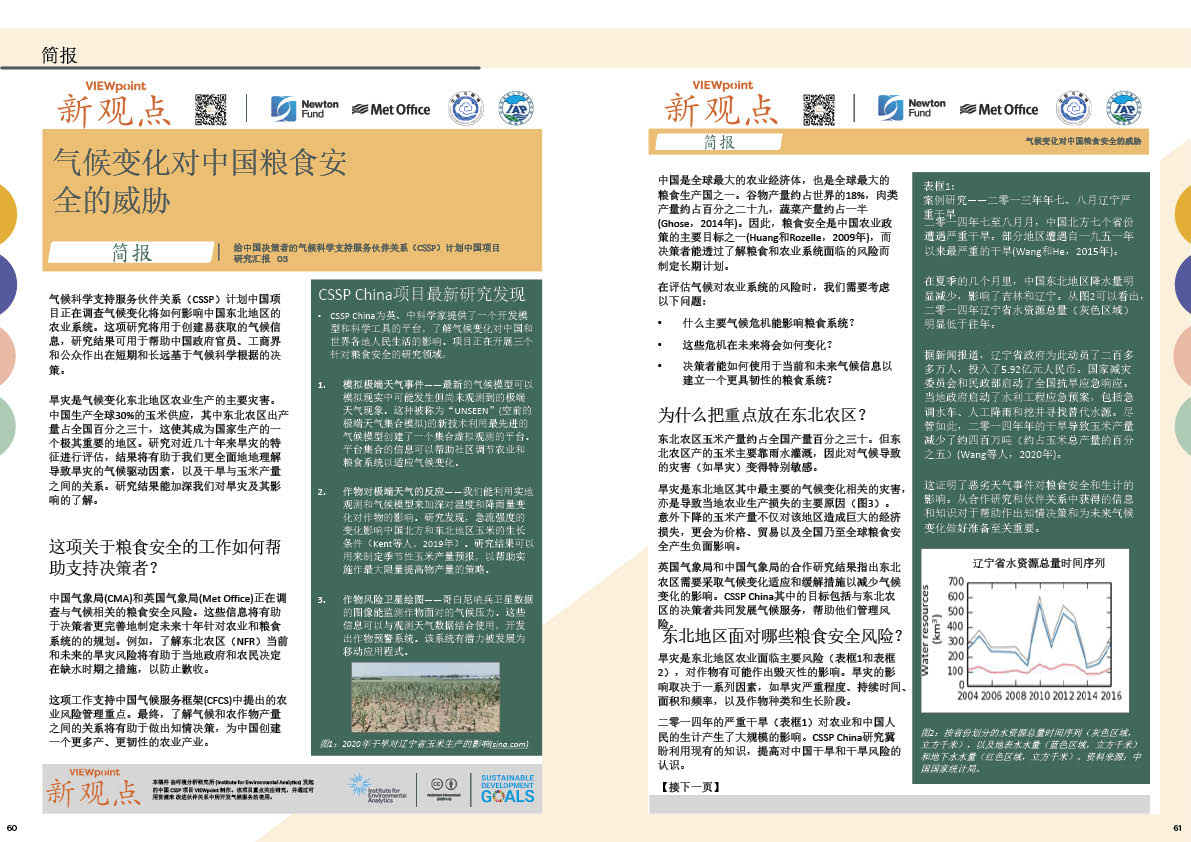 简报
VIEWpoint
新观点
Newton
Fund
Met Office
气候变化对中国粮食安
全的威胁
简报
给中国决策者的气候科学支持服务伙伴关系（CSSP）计划中国项目
研究汇报 03
气候科学支持服务伙伴关系（CSSP）计划中国项
目正在调查气候变化将如何影响中国东北地区的
农业系统。这项研究将用于创建易获取的气候信
息，研究结果可用于帮助中国政府官员、工商界
和公众作出在短期和长远基于气候科学根据的决
策。
旱灾是气候变化东北地区农业生产的主要灾害。
中国生产全球30%的玉米供应，其中东北地区出产
量占全国百分之三十，这使其成为国家生产的一
个极其重要的地区。研究对近几十年来旱灾的特
征进行评估，结果将有助于我们更全面地地理解
导致旱灾的气候驱动因素，以及干旱与玉米产量
之间的关系。研究结果能加深我们对旱灾及其影
响的了解。
这项关于粮食安全的工作如何帮
助支持决策者？
中国气象局(CMA)和英国气象局(Met Office)正在调
查与气候相关的粮食安全风险。这些信息将有助
于决策者更完善地制定未来十年针对农业和粮食
系统的的规划。例如，了解东北农区（NFR）当前
和未来的旱灾风险将有助于当地政府和农民决定
在缺水时期之措施，以防止歉收。
这项工作支持中国气候服务框架(CFCS)中提出的农
业风险管理重点。最终，了解气候和农作物产量
之间的关系将有助于做出知情决策，为中国创建
一个更多产、更韧性的农业产业。
CSSP China项目最新研究发现
• CSSP China为英、中科学家提供了一个开发模
型和科学工具的平台，了解气候变化对中国和
世界各地人民生活的影响。项目正在开展三个
针对粮食安全的研究领域：
1. 模拟极端天气事件——最新的气候模型可以
模拟现实中可能发生但尚未观测到的极端
天气现象。这种被称为“UNSEEN”(空前的
极端天气集合模拟)的新技术利用最先进的
气候模型创建了一个集合虚拟观测的平台。
平台集合的信息可以帮助社区调节农业和
粮食系统以适应气候变化。
2. 作物对极端天气的反应——我们能利用实地
观测和气候模型来加深对温度和降雨量变
化对作物的影响。研究发现，急流强度的
变化影响中国北方和东北地区玉米的生长
条件（Kent等人，2019年）。研究结果可以
用来制定季节性玉米产量预报，以帮助实
施作最大限量提高物产量的策略。
3. 作物风险卫星绘图——哥白尼哨兵卫星数据
的图像能监测作物面对的气候压力。这些
信息可以与观测天气数据结合使用，开发
出作物预警系统。该系统有潜力被发展为
移动应用程式。
图1：2020年干旱对辽宁省玉米生产的影响(sina.com)
VIEWpoint
新观点
本稿件 由环境分析研究所 (Institute for Environmental Analytics) 发起
的中国 CSSP 项目 VIEWpoint 制作。该项目重点关注研究，并通过可
用资源来 改进伙伴关系中所开发气候服务的使用。
Institute for
Environmental
Analytics
SUSTAINABLE
DEVELOPMENT
GOALS
60
VIEWpoint
新观点
Newton
Fund
Met Office
简报
气候变化对中国粮食安全的威胁
中国是全球最大的农业经济体，也是全球最大的
粮食生产国之一。谷物产量约占世界的18%，肉类
产量约占百分之二十九，蔬菜产量约占一半
(Ghose，2014年)。因此，粮食安全是中国农业政
策的主要目标之一(Huang和Rozelle，2009年)，而
决策者能透过了解粮食和农业系统面临的风险而
制定长期计划。
在评估气候对农业系统的风险时，我们需要考虑
以下问题：
• 什么主要气候危机能影响粮食系统？
• 这些危机在未来将会如何变化？
• 决策者能如何使用于当前和未来气候信息以
建立一个更具韧性的粮食系统？
为什么把重点放在东北农区？
东北农区玉米产量约占全国产量百分之三十。但东
北农区产的玉米主要靠雨水灌溉，因此对气候导致
的灾害（如旱灾）变得特别敏感。
旱灾是东北地区其中最主要的气候变化相关的灾害，
亦是导致当地农业生产损失的主要原因（图3）。
意外下降的玉米产量不仅对该地区造成巨大的经济
损失，更会为价格、贸易以及全国乃至全球粮食安
全产生负面影响。
英国气象局和中国气象局的合作研究结果指出东北
农区需要采取气候变化适应和缓解措施以减少气候
变化的影响。CSSP China其中的目标包括与东北农
区的决策者共同发展气候服务，帮助他们管理风
险。
东北地区面对哪些粮食安全风险？
旱灾是东北地区农业面临主要风险（表框1和表框
2），对作物有可能作出毁灭性的影响。旱灾的影
响取决于一系列因素，如旱灾严重程度、持续时间、
面积和频率，以及作物种类和生长阶段。
二零一四年的严重干旱（表框1）对农业和中国人
民的生计产生了大规模的影响。CSSP China研究冀
盼利用现有的知识，提高对中国干旱和干旱风险的
认识。
【接下一页】
表框1：
案例研究——二零一三年年七、八月辽宁严
重干旱
二零一四年七至八月月，中国北方七个省份
遭遇严重干旱。部分地区遭遇自一九五一年
以来最严重的干旱(Wang和He，2015年)。
在夏季的几个月里，中国东北地区降水量明
显减少，影响了吉林和辽宁。从图2可以看出，
二零一四年辽宁省水资源总量（灰色区域）
明显低于往年。
据新闻报道，辽宁省政府为此动员了二百多
多万人，投入了5.92亿元人民币。国家减灾
委员会和民政部启动了全国抗旱应急响应。
当地政府启动了水利工程应急预案，包括急
调水车、人工降雨和挖井寻找替代水源。尽
管如此，二零一四年年的干旱导致玉米产量
减少了约四百万吨（约占玉米总产量的百分
之五）(Wang等人，2020年)。
这证明了恶劣天气事件对粮食安全和生计的
影响。从合作研究和伙伴关系中获得的信息
和知识对于帮助作出知情决策和为未来气候
变化做好准备至关重要。
辽宁省水资源总量时间序列
Water resources
(km³)
700
600
500
400
300
200
100
0
2004 2006 2008 2010 2012 2014 2016
图2：按省份划分的水资源总量时间序列（灰色区域，
立方千米），以及地表水水量（蓝色区域，立方千米）
和地下水水量（红色区域，立方千米）。资料来源：中
国国家统计局。
61